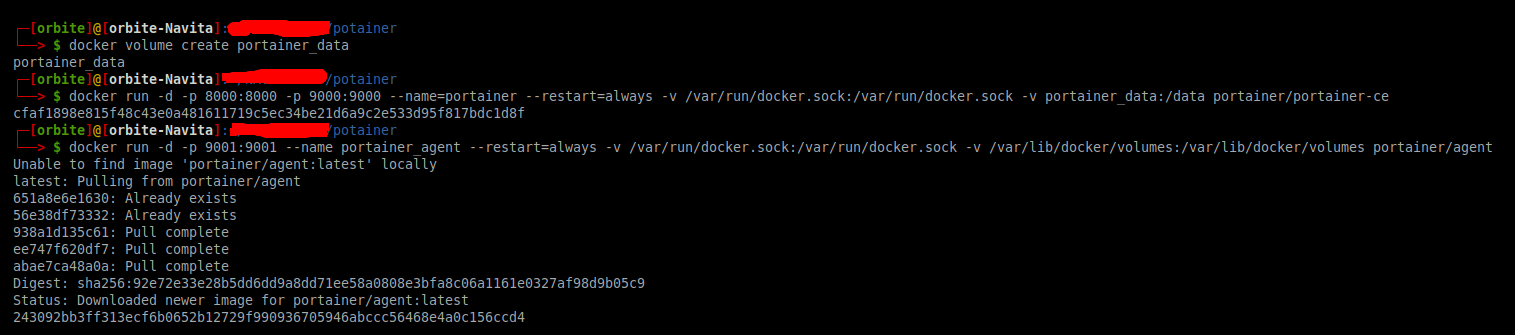 ┌─[orbite]@[orbite-Navita]:/potainer
└──> $ docker volume create portainer_data
portainer_data
┌─[orbite]@[orbite-Navita]:/potainer
└──> $ docker run -d -p 8000:8000 -p 9000:9000 --name=portainer --restart=always -v /var/run/docker.sock:/var/run/docker.sock -v portainer_data:/data portainer/portainer-ce
cfaf1898e815f48c43e0a481611719c5ec34be21d6a9c2e533d95f817bdc1d8f
┌─[orbite]@[orbite-Navita]:/potainer
└──> $ docker run -d -p 9001:9001 --name portainer_agent --restart=always -v /var/run/docker.sock:/var/run/docker.sock -v /var/lib/docker/volumes:/var/lib/docker/volumes portainer/agent
Unable to find image 'portainer/agent:latest' locally
latest: Pulling from portainer/agent
651a8e6e1630: Already exists
56e38df73332: Already exists
938a1d135c61: Pull complete
ee747f620df7: Pull complete
abae7ca48a0a: Pull complete
Digest: sha256:92e72e33e28b5dd6dd9a8dd71ee58a0808e3bfa8c06a1161e0327af98d9b05c9
Status: Downloaded newer image for portainer/agent:latest
243092bb3ff313ecf6b0652b12729f990936705946abccc56468e4a0c156ccd4